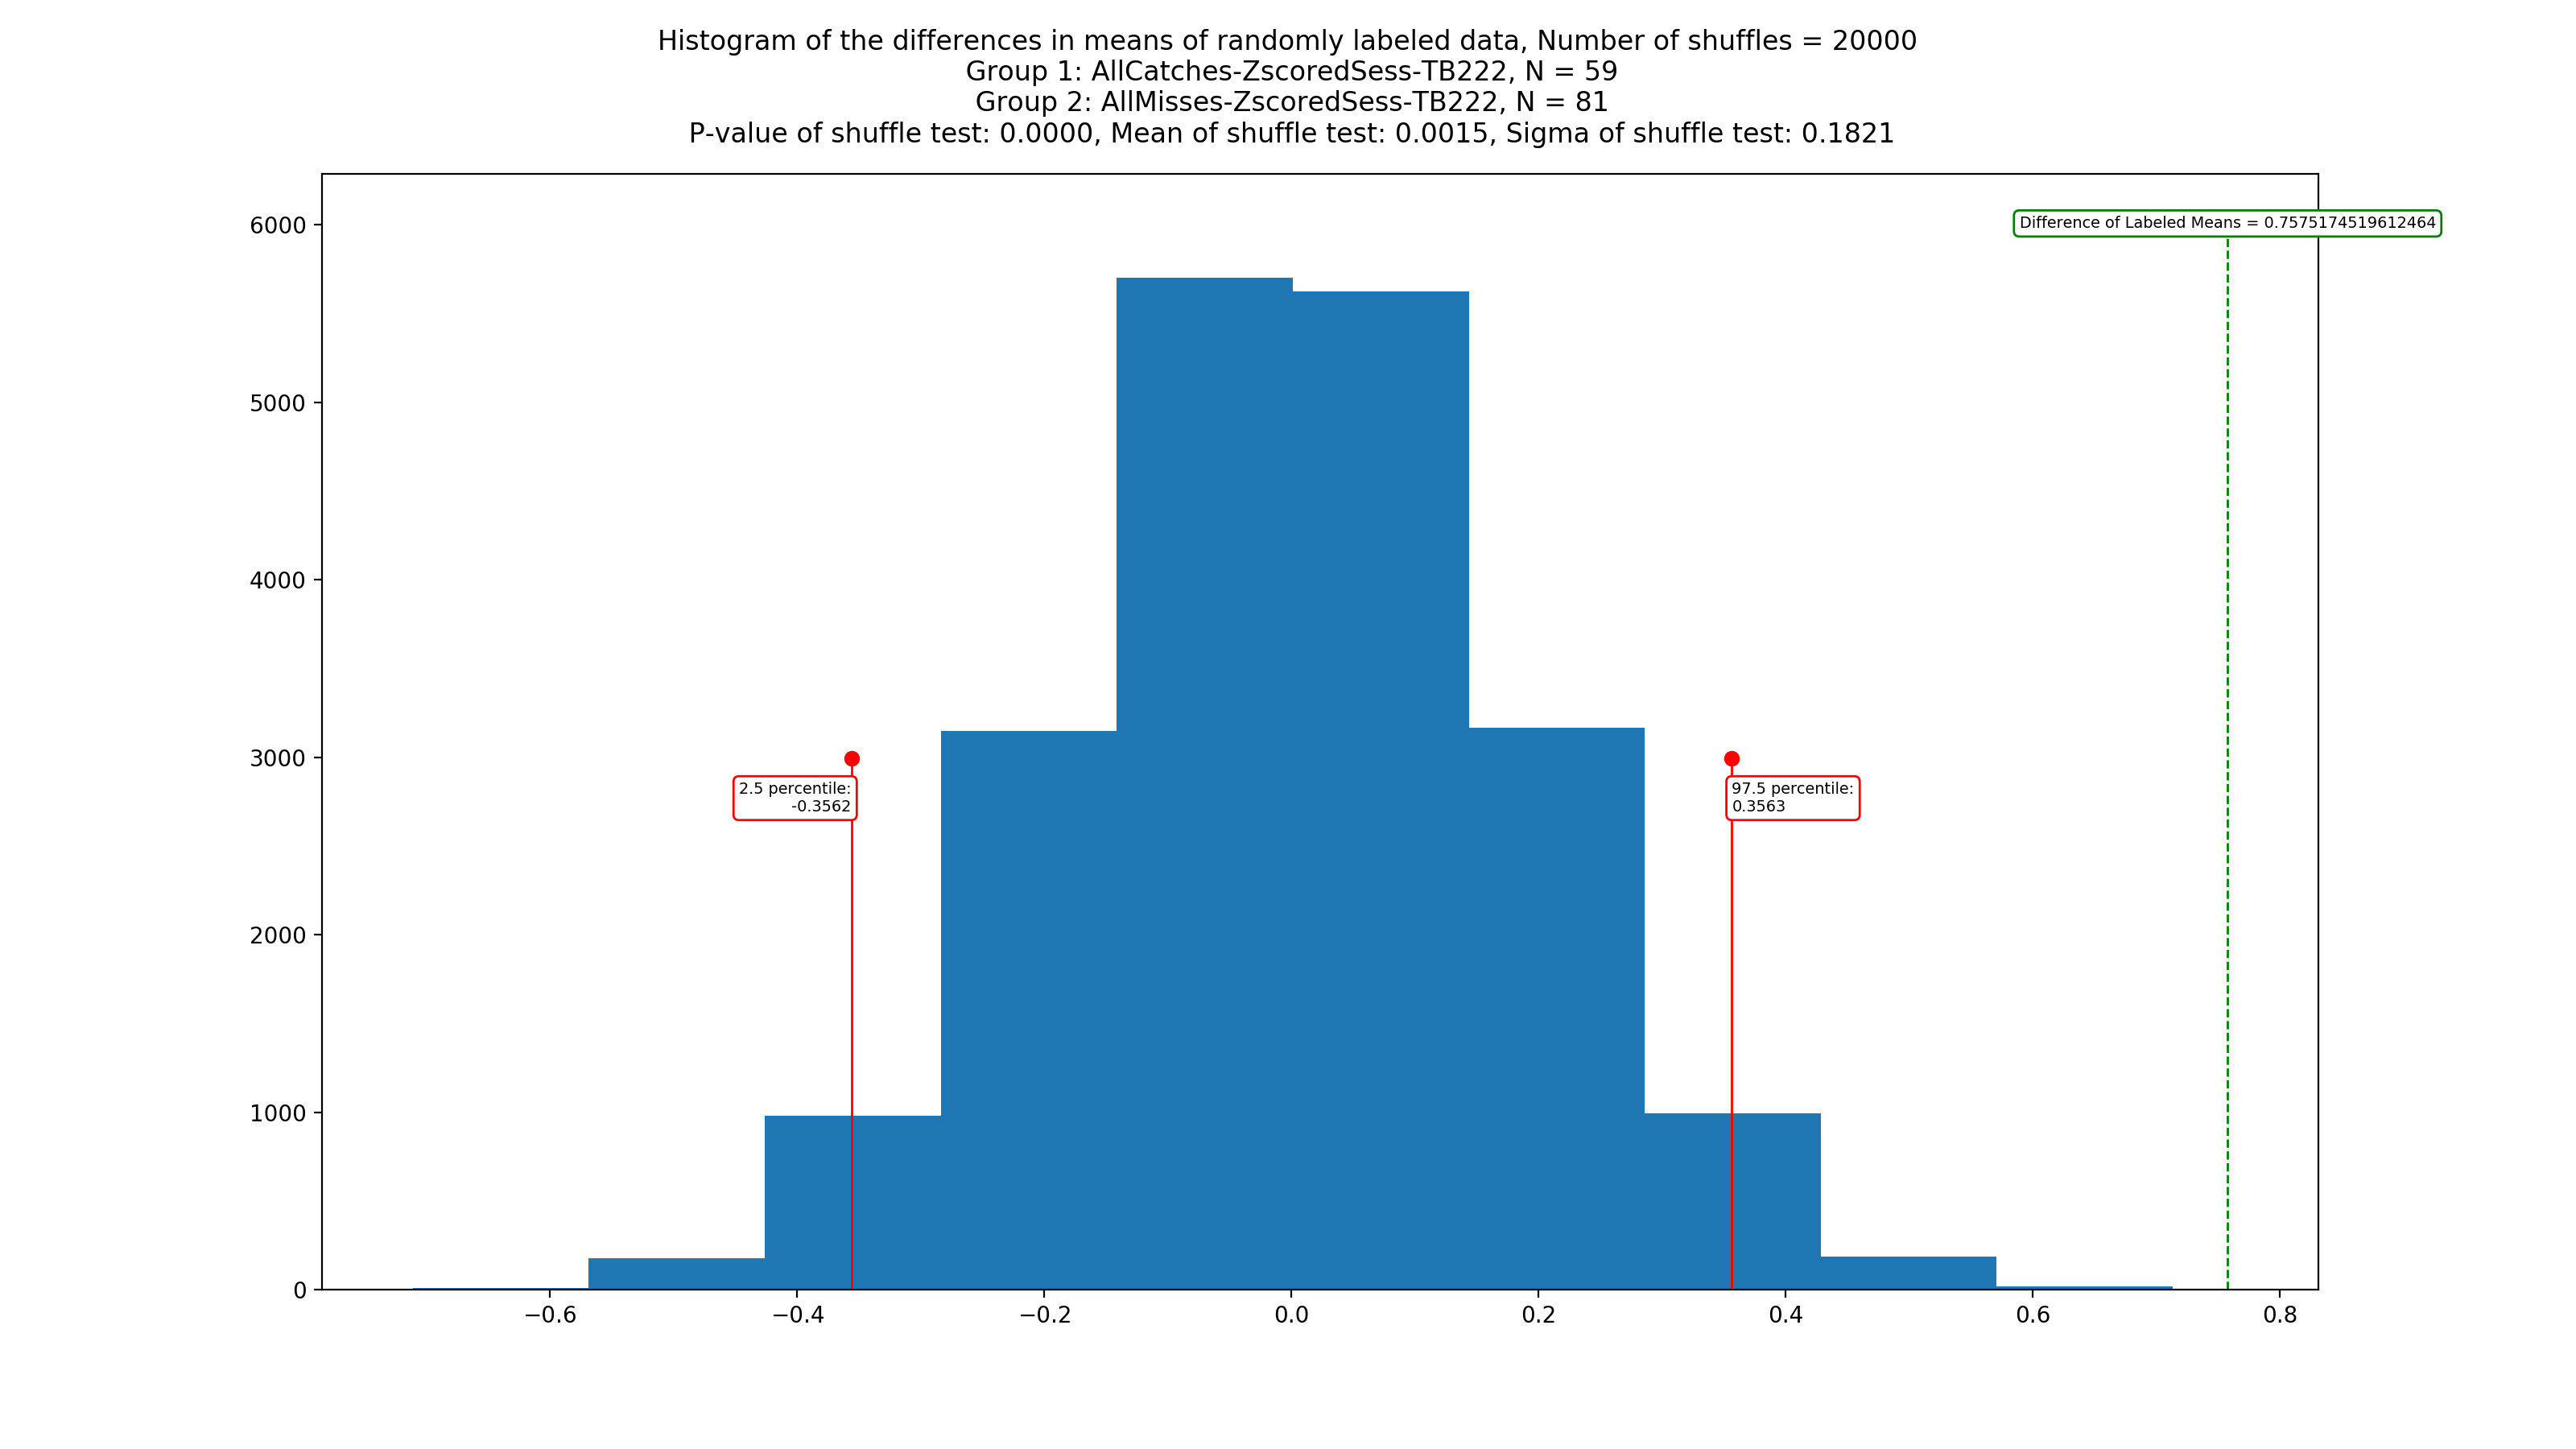 Histogram of the differences in means of randomly labeled data, Number of shuffles = 20000
Group 1: AllCatches-ZscoredSess-TB222, N = 59
Group 2: AllMisses-ZscoredSess-TB222, N = 81
P-value of shuffle test: 0.0000, Mean of shuffle test: 0.0015, Sigma of shuffle test: 0.1821
6000
Difference of Labeled Means = 0.7575174519612464
5000
4000
3000
2.5 percentile:
-0.3562
97.5 percentile:
0.3563
2000
1000
0
−0.6
−0.4
−0.2
0.0
0.2
0.4
0.6
0.8